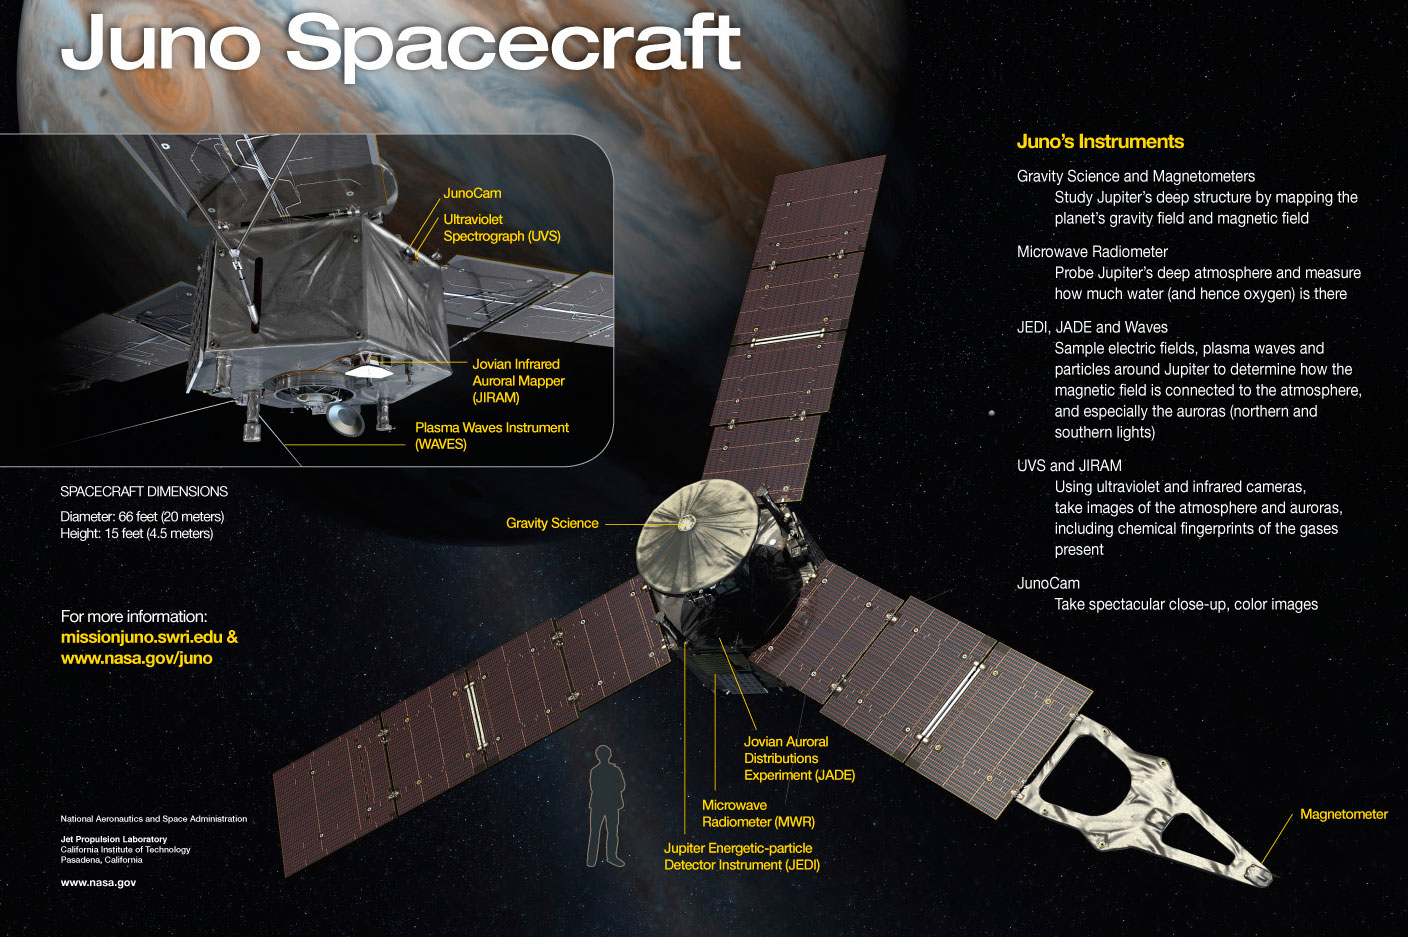 Juno Spacecraft
JunoCam
Ultraviolet
Spectrograph (UVS)
Jovian Infrared
Auroral Mapper
(JIRAM)
Plasma Waves Instrument
(WAVES)
SPACECRAFT DIMENSIONS
Diameter: 66 feet (20 meters)
Height: 15 feet (4.5 meters)
For more information:
missionjuno.swri.edu &
www.nasa.gov/juno
National Aeronautics and Space Administration
Jet Propulsion Laboratory
California Institute of Technology
Pasadena, California
www.nasa.gov
Gravity Science
Jovian Auroral
Distributions
Experiment (JADE)
Microwave
Radiometer (MWR)
Jupiter Energetic-particle
Detector Instrument (JEDI)
Magnetometer
Juno's Instruments
Gravity Science and Magnetometers
Study Jupiter's deep structure by mapping the
planet's gravity field and magnetic field
Microwave Radiometer
Probe Jupiter's deep atmosphere and measure
how much water (and hence oxygen) is there
JEDI, JADE and Waves
Sample electric fields, plasma waves and
particles around Jupiter to determine how the
magnetic field is connected to the atmosphere,
and especially the auroras (northern and
southern lights)
UVS and JIRAM
Using ultraviolet and infrared cameras,
take images of the atmosphere and auroras,
including chemical fingerprints of the gases
present
JunoCam
Take spectacular close-up, color images